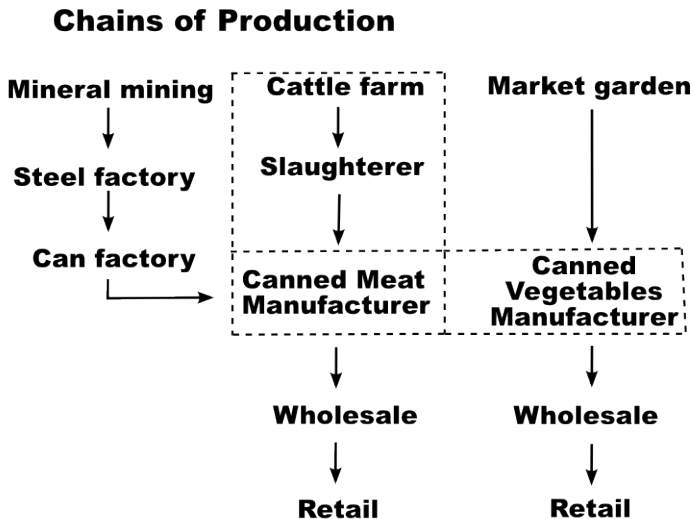 Chains of Production
Mineral mining
Cattle farm
Market garden
Steel factory
Slaughterer
Can factory
Canned Meat
Manufacturer
Canned
Vegetables
Manufacturer
Wholesale
Wholesale
Retail
Retail